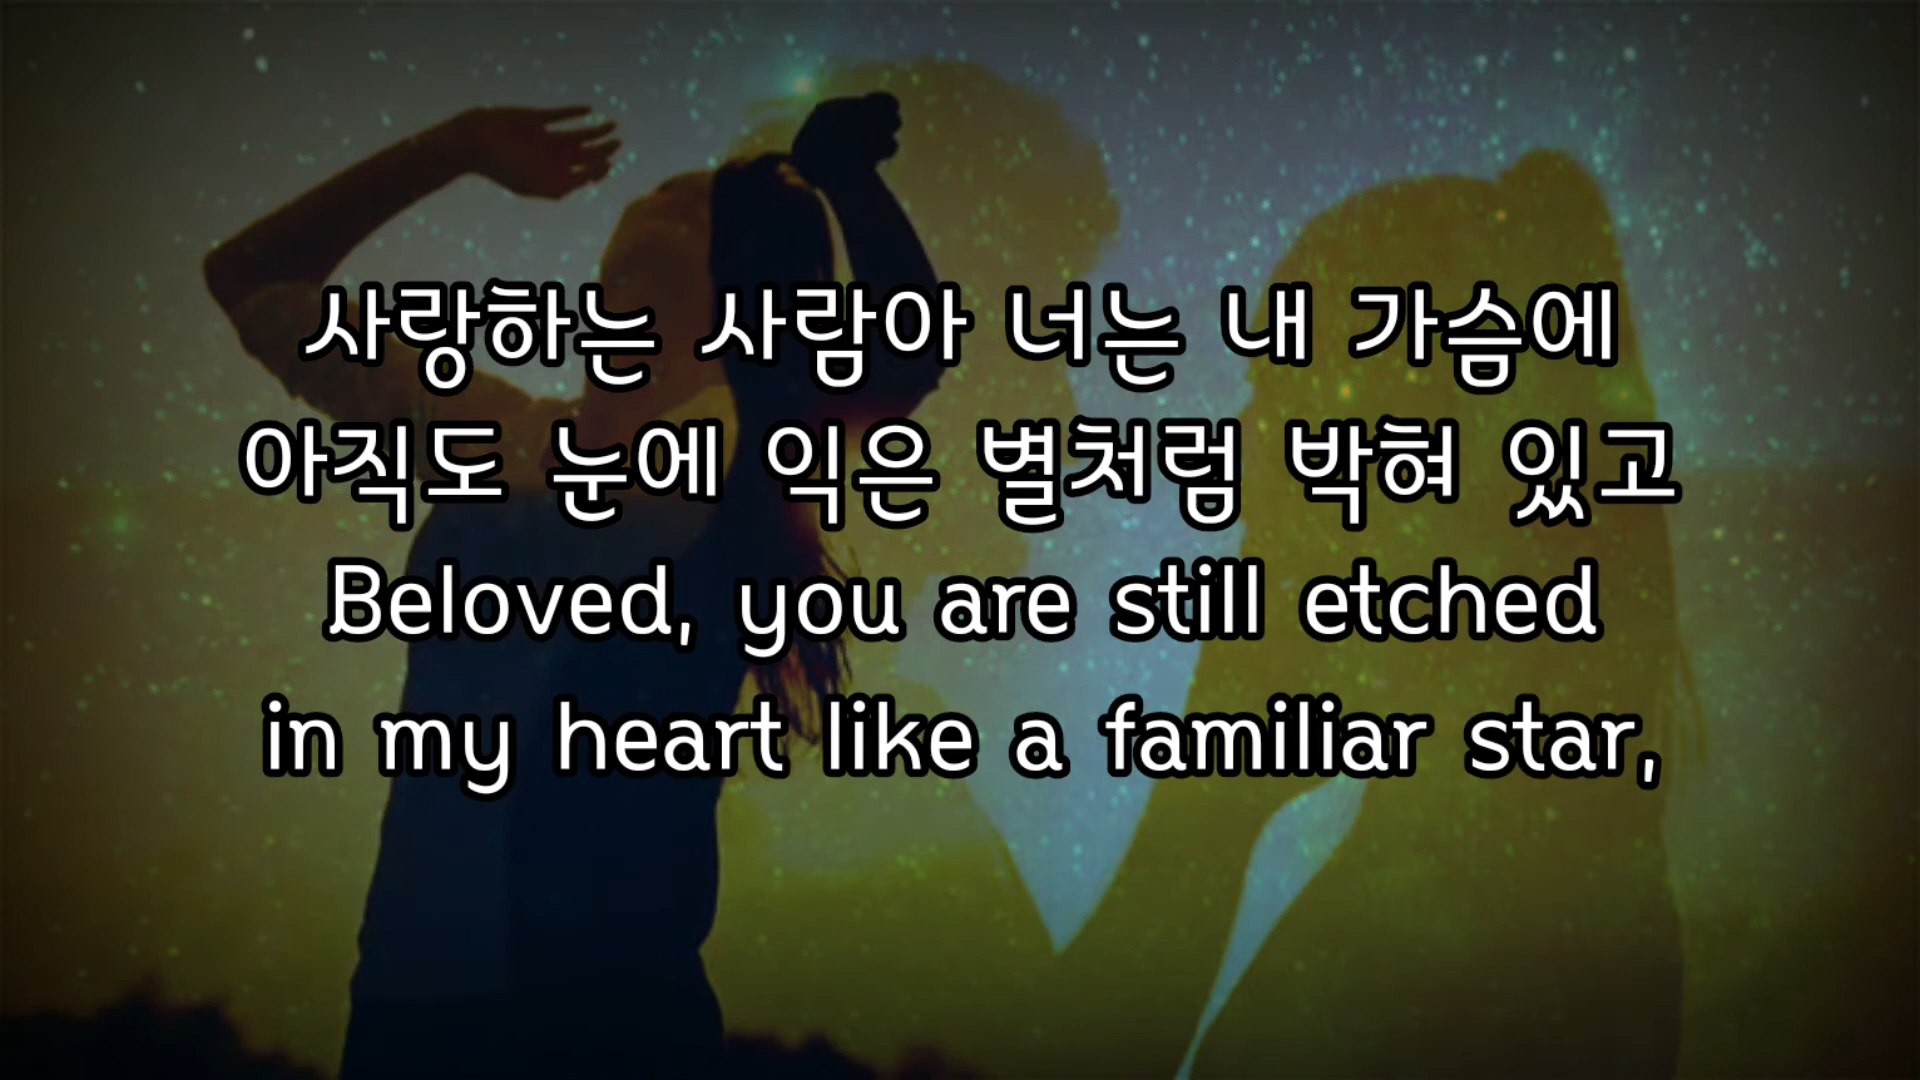 사랑하는 사람아 너는 내 가슴에
아직도 눈에 익은 별처럼 박혀 있고
Beloved, you are still etched
in my heart like a familiar star,